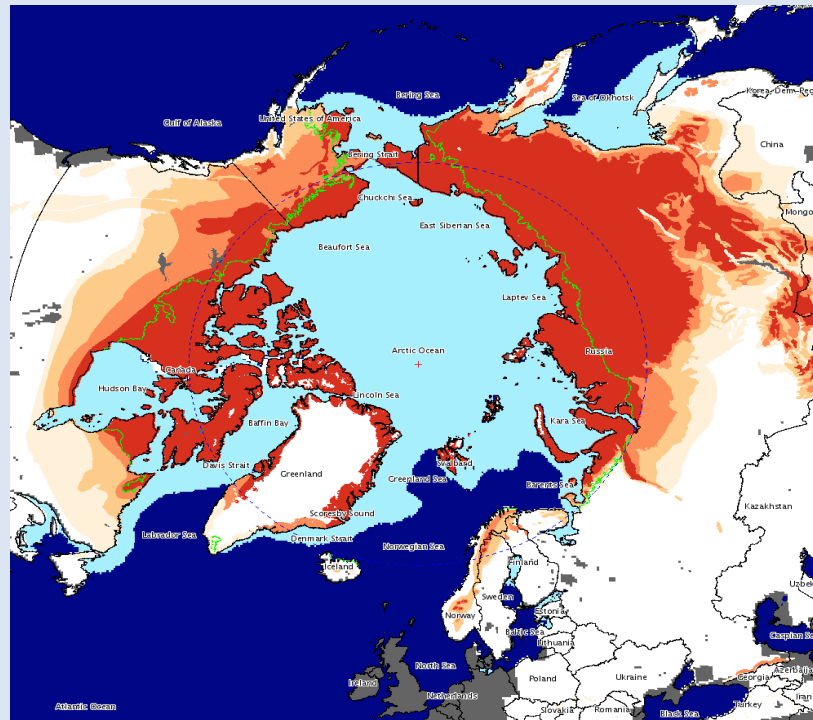 Bering Sea
Sea of Okhotsk
Korea, Dem. Peo
United States of America
Gulf of Alaska
China
Bering Strait
Chuckchi Sea
Mongo
East Siberian Sea
Beaufort Sea
Laptev Sea
Arctic Ocean
Russia
Canada
Hudson Bay
Lincoln Sea
Baffin Bay
Kara Sea
Davis Strait
Svalbard
Greenland
Greenland Sea
Barents Sea
Kazakhstan
Scoresby Sound
Labrador Sea
Denmark Strait
Norwegian Sea
Iceland
Finland
Uzbe
Sweden
Estonia
Norway
Baltic Sea
Caspian Se
Lithuania
North Sea
Azerbaija
Ireland
Poland
Ukraine
Georgia
Netherlands
Iran
Atlantic Ocean
Slovakia
Romania
Black Sea
Turkey